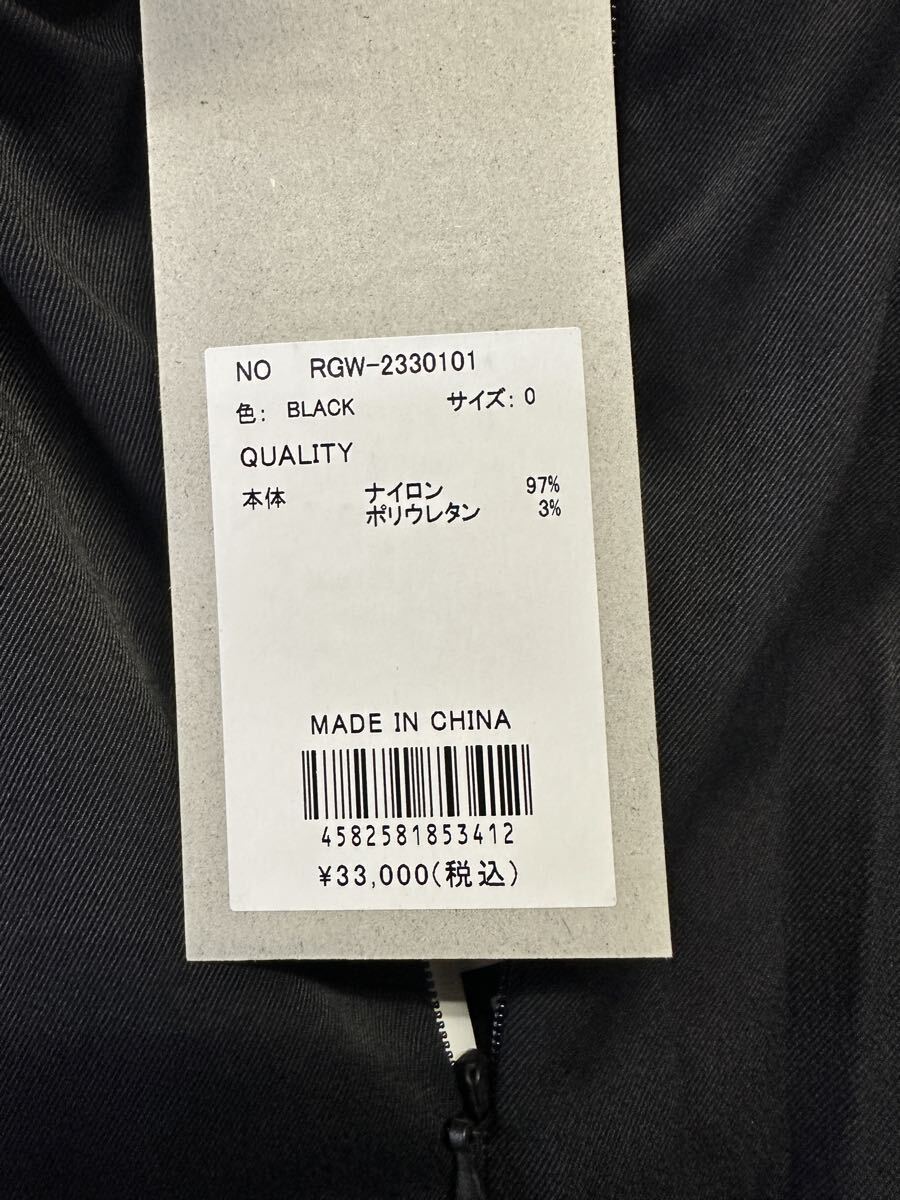 NO RGW-2330101
色: BLACK サイズ: 0
QUALITY
本体 ナイロン 97%
ポリウレタン 3%
MADE IN CHINA
4582581853412
¥33,000(税込)